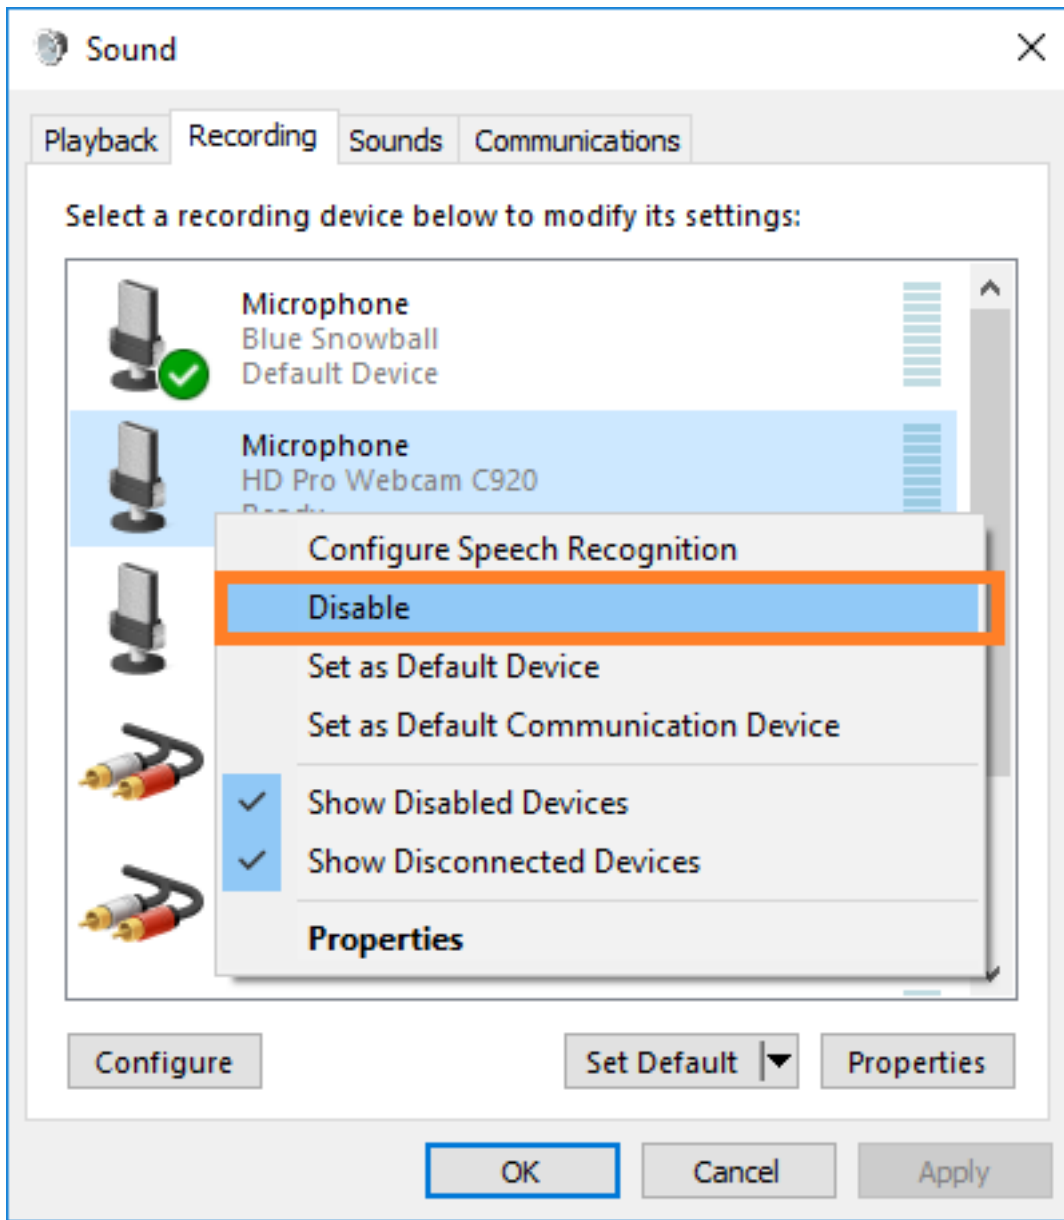 Sound
Playback Recording Sounds Communications
Select a recording device below to modify its settings:
Microphone
Blue Snowball
Default Device
Microphone
HD Pro Webcam C920
Configure Speech Recognition
Disable
Set as Default Device
Set as Default Communication Device
Show Disabled Devices
Show Disconnected Devices
Properties
Configure Set Default Properties
OK Cancel Apply